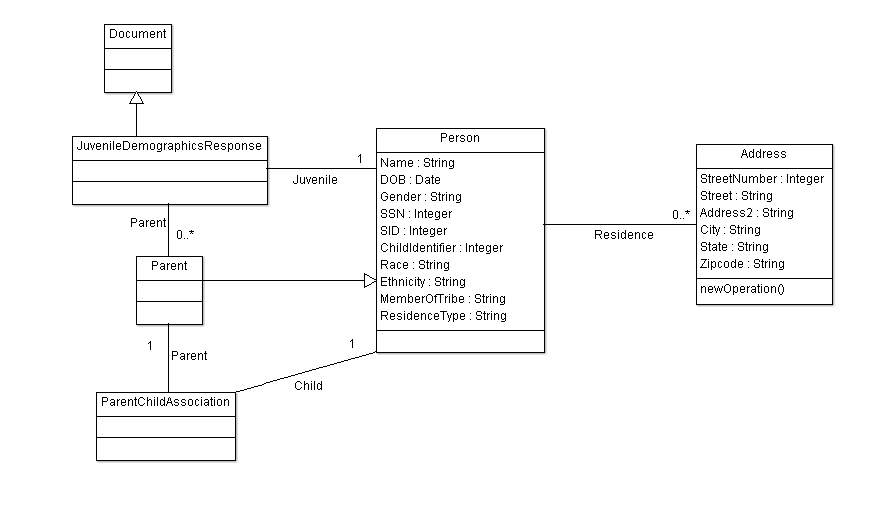 Document
JuvenileDemographicsResponse
1
Juvenile
Parent
0..*
Parent
1
Parent
ParentChildAssociation
1
Child
Person
Name : String
DOB : Date
Gender : String
SSN : Integer
SID : Integer
ChildIdentifier : Integer
Race : String
Ethnicity : String
MemberOfTribe : String
ResidenceType : String
0..*
Residence
Address
StreetNumber : Integer
Street : String
Address2 : String
City : String
State : String
Zipcode : String
newOperation()